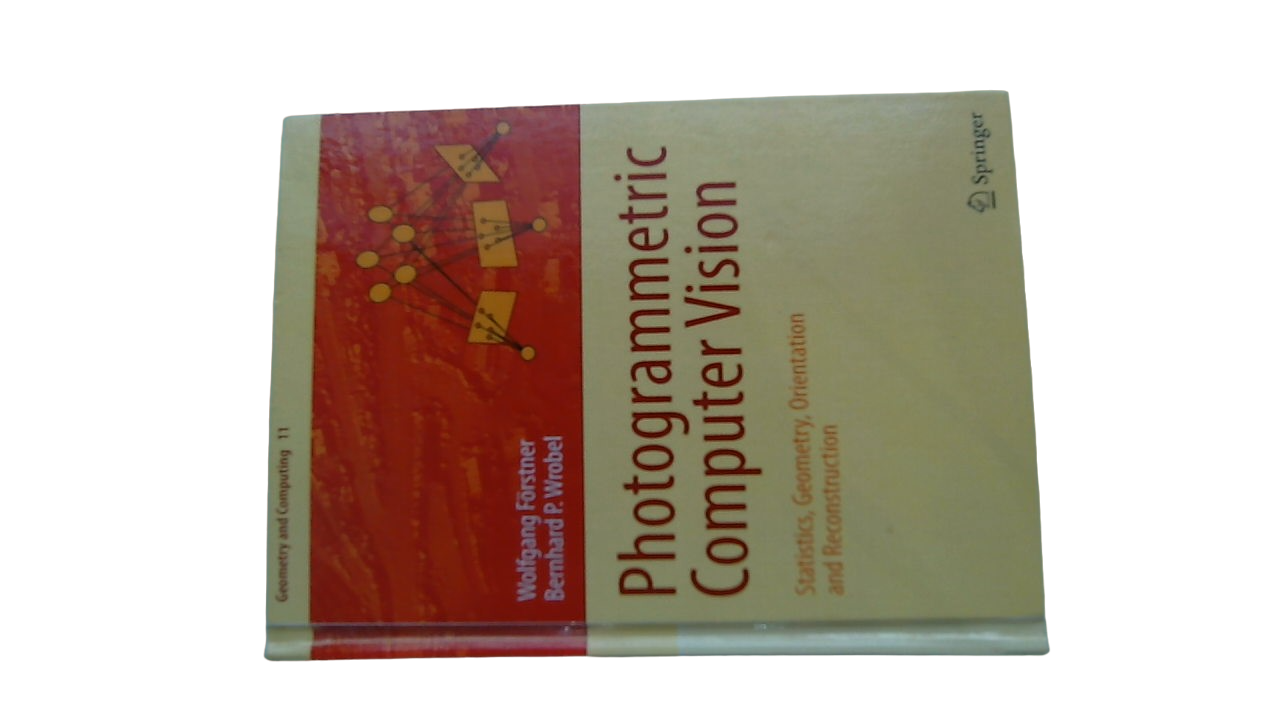 Geometry and Computing 11
Wolfgang Förstner
Bernhard P. Wrobel
Photogrammetric
Computer Vision
Statistics, Geometry, Orientation
and Reconstruction
Springer